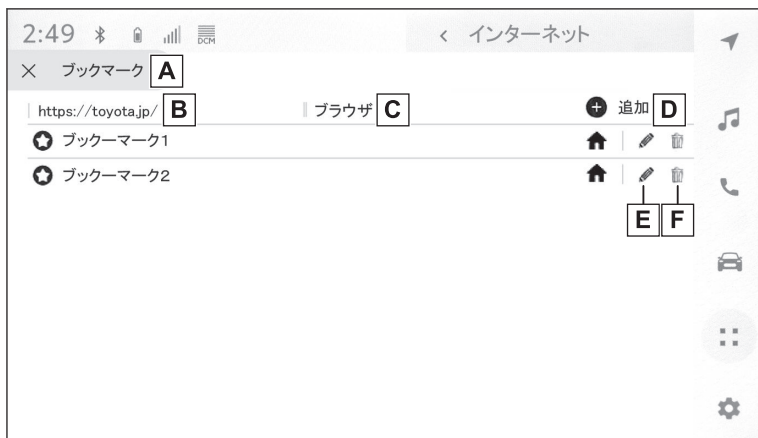 2:49 DCM < インターネット
× ブックマーク A
https://toyota.jp/ B ブラウザ C + 追加 D
ブックーマーク1
ブックーマーク2
E F